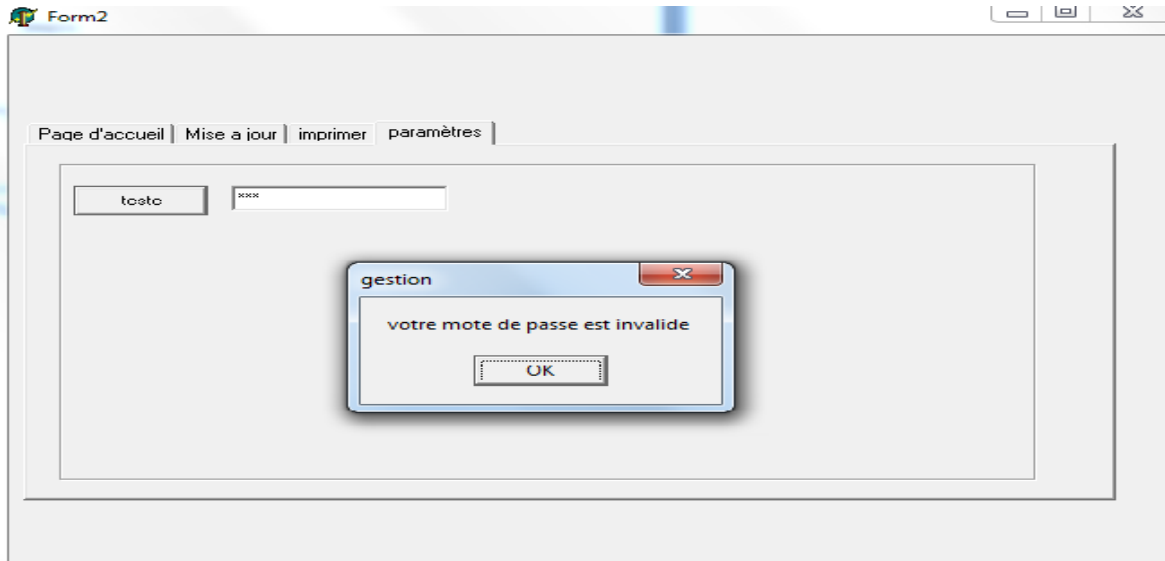 Form2
Page d'accueil Mise a jour imprimer paramètres
teste ***
gestion
votre mote de passe est invalide
OK